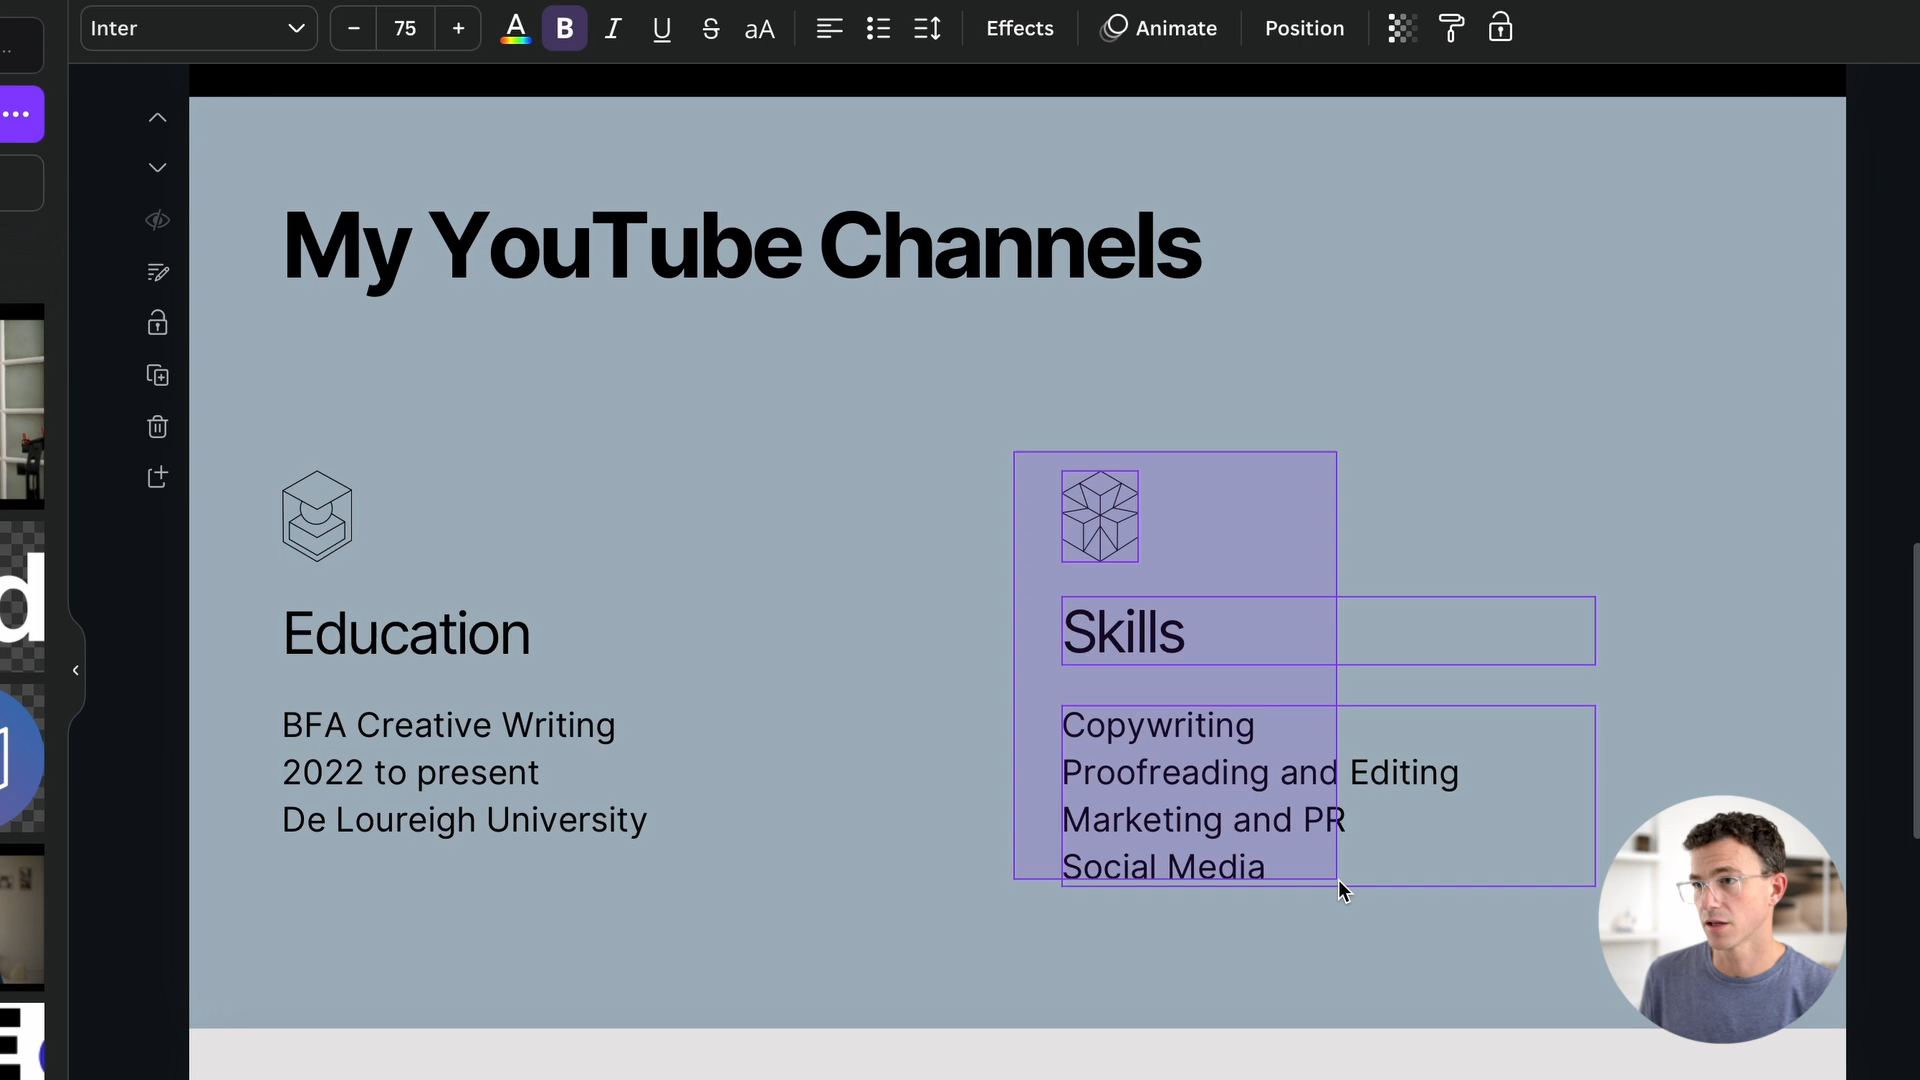 Inter
− 75 + A B I U S aA Effects Animate Position
My YouTube Channels
Education
BFA Creative Writing
2022 to present
De Loureigh University
Skills
Copywriting
Proofreading and Editing
Marketing and PR
Social Media
d
E